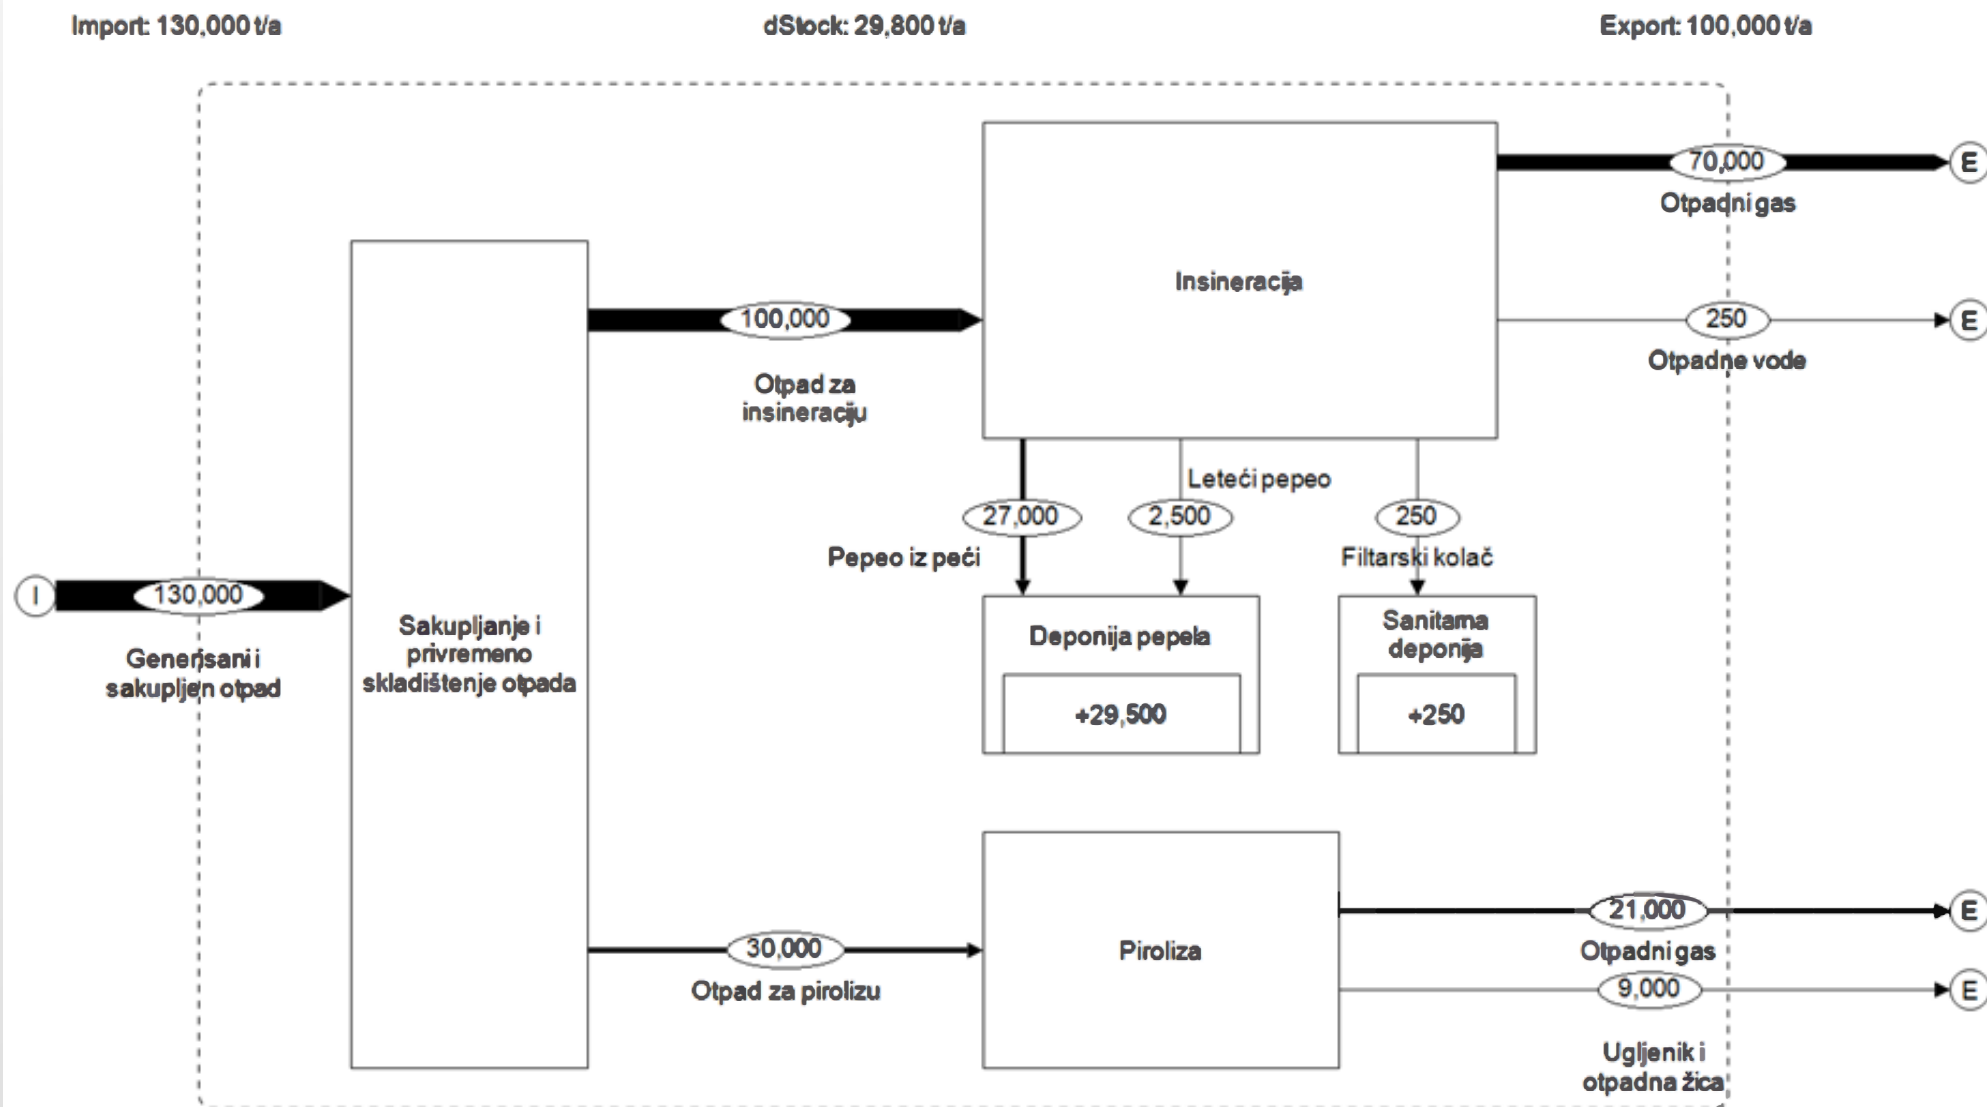 Import: 130,000 t/a
dStock: 29,800 t/a
Export: 100,000 t/a
70,000
E
Otpadni gas
Insineracija
100,000
Otpad za
insineraciju
250
E
Otpadne vode
Leteći pepeo
27,000
2,500
250
Pepeo iz peći
Filtarski kolač
I
130,000
Generisani i
sakupljen otpad
Sakupljanje i
privremeno
skladištenje otpada
Deponija pepela
+29,500
Sanitarna
deponija
+250
21,000
E
Otpadni gas
30,000
Otpad za pirolizu
Piroliza
9,000
E
Ugljenik i
otpadna žica